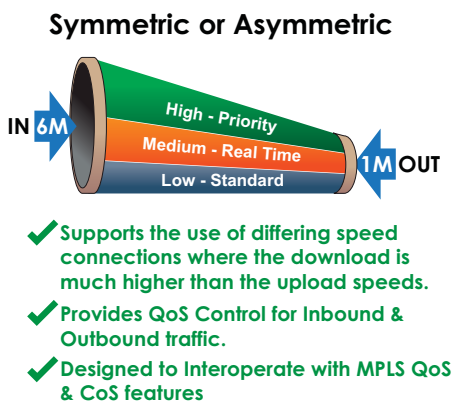 Symmetric or Asymmetric
High - Priority
IN 6M
Medium - Real Time
1M OUT
Low - Standard
Supports the use of differing speed
connections where the download is
much higher than the upload speeds.
Provides QoS Control for Inbound &
Outbound traffic.
Designed to Interoperate with MPLS QoS
& CoS features